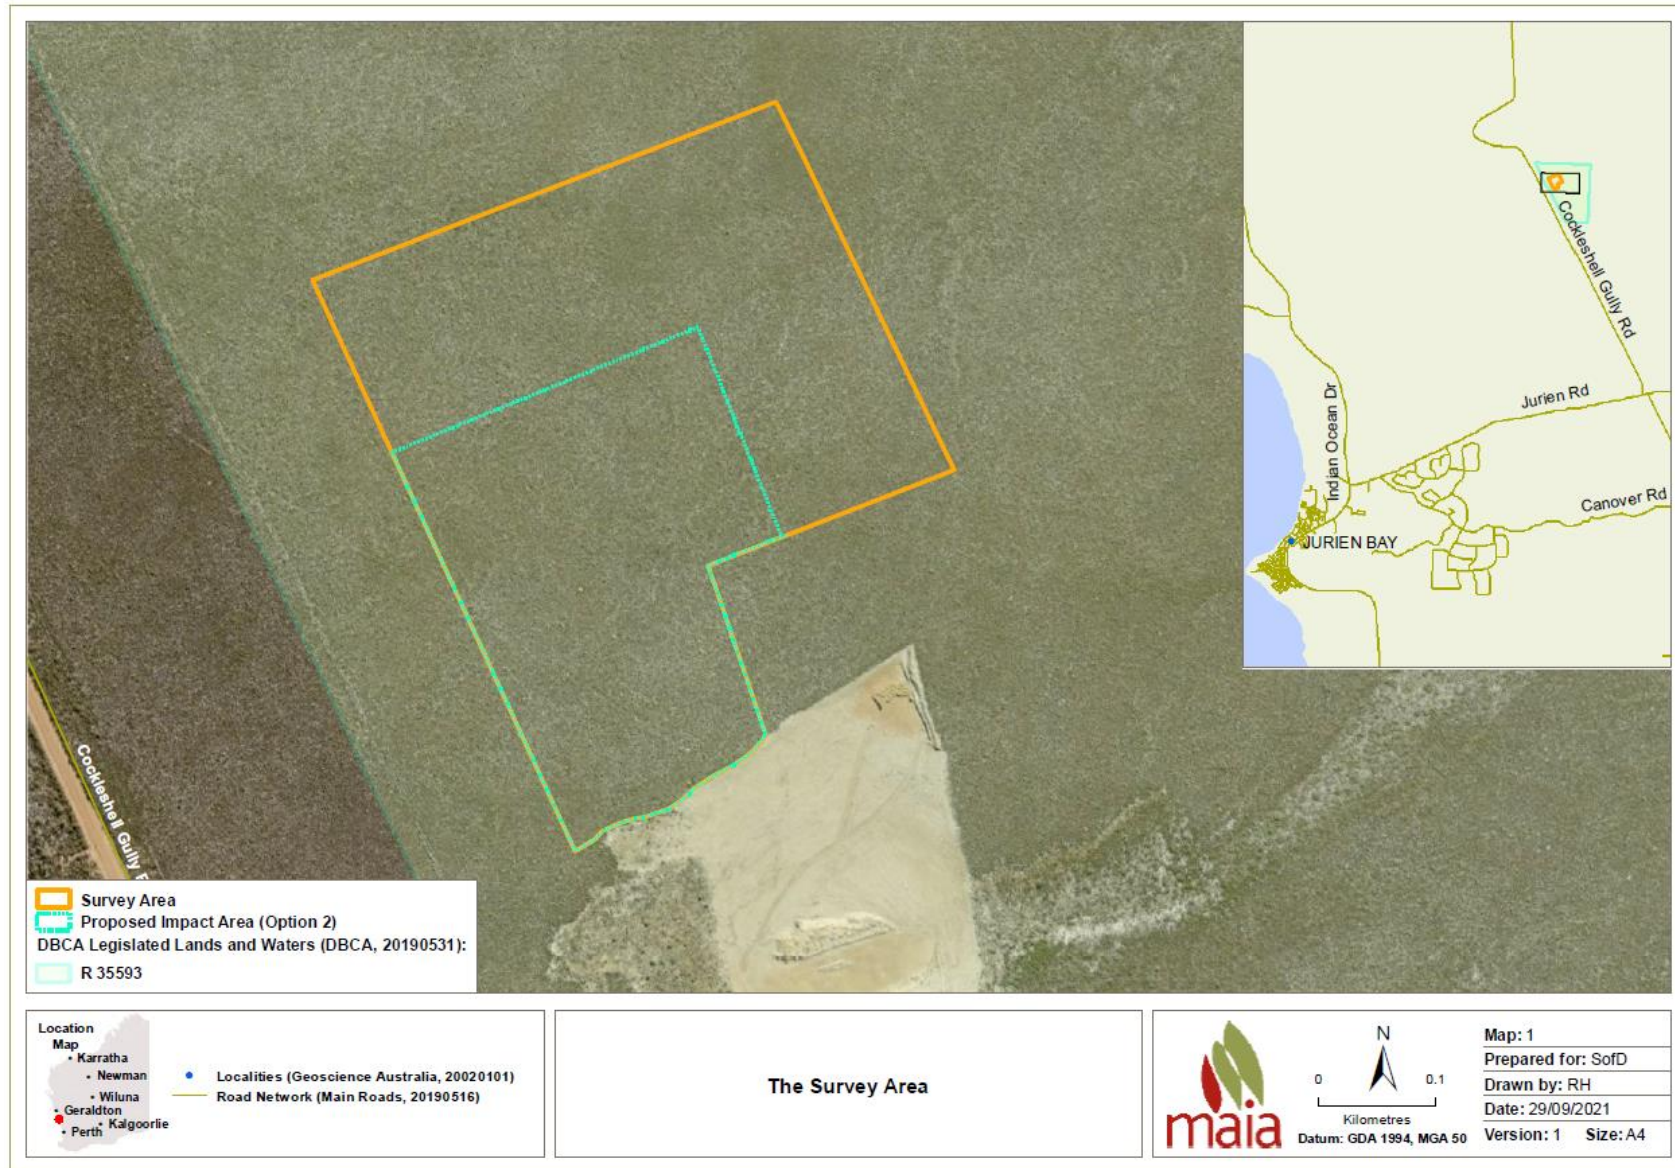 Cockleshell Gully Rd
Jurien Rd
Indian Ocean Dr
Canover Rd
JURIEN BAY
Cockleshell Gully
Survey Area
Proposed Impact Area (Option 2)
DBCA Legislated Lands and Waters (DBCA, 20190531):
R 35593
Location
Map
Karratha
Newman
Wiluna
Geraldton
Kalgoorlie
Perth
Localities (Geoscience Australia, 20020101)
Road Network (Main Roads, 20190516)
The Survey Area
maia
N
0 0.1
Kilometres
Datum: GDA 1994, MGA 50
Map: 1
Prepared for: SofD
Drawn by: RH
Date: 29/09/2021
Version: 1 Size: A4